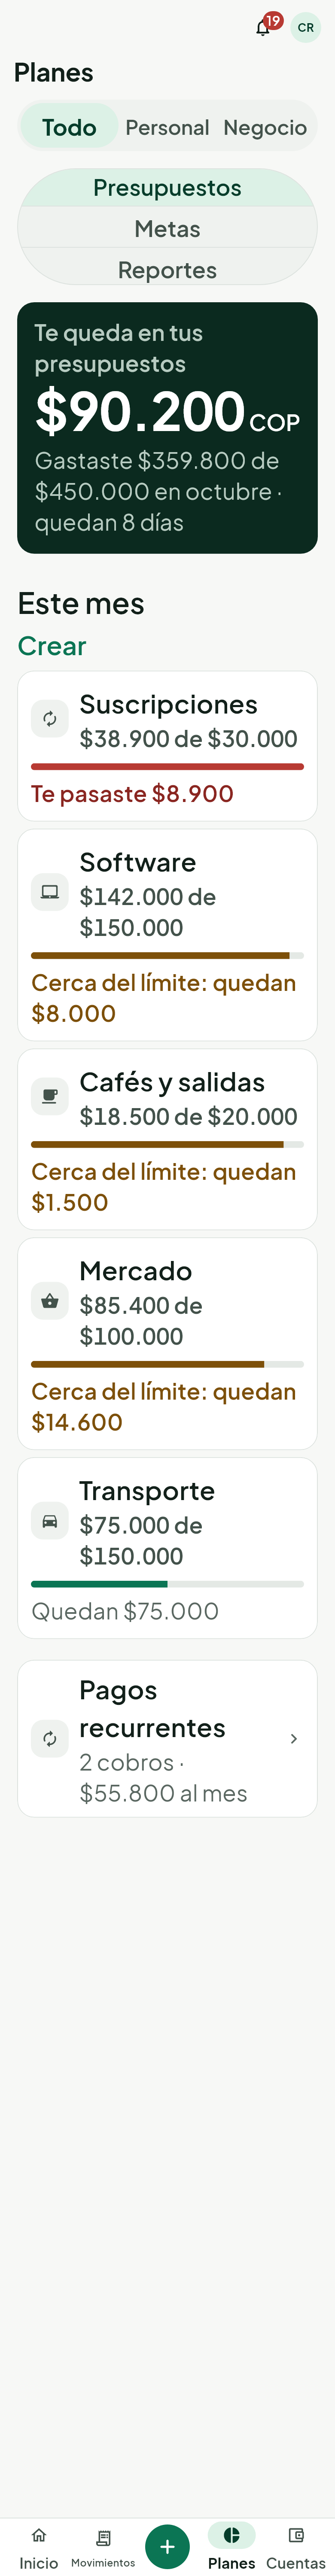 19
CR
Planes
Todo Personal Negocio
Presupuestos
Metas
Reportes
Te queda en tus
presupuestos
$90.200 COP
Gastaste $359.800 de
$450.000 en octubre ·
quedan 8 días
Este mes
Crear
Suscripciones
$38.900 de $30.000
Te pasaste $8.900
Software
$142.000 de
$150.000
Cerca del límite: quedan
$8.000
Cafés y salidas
$18.500 de $20.000
Cerca del límite: quedan
$1.500
Mercado
$85.400 de
$100.000
Cerca del límite: quedan
$14.600
Transporte
$75.000 de
$150.000
Quedan $75.000
Pagos
recurrentes
2 cobros ·
$55.800 al mes
Inicio Movimientos Planes Cuentas